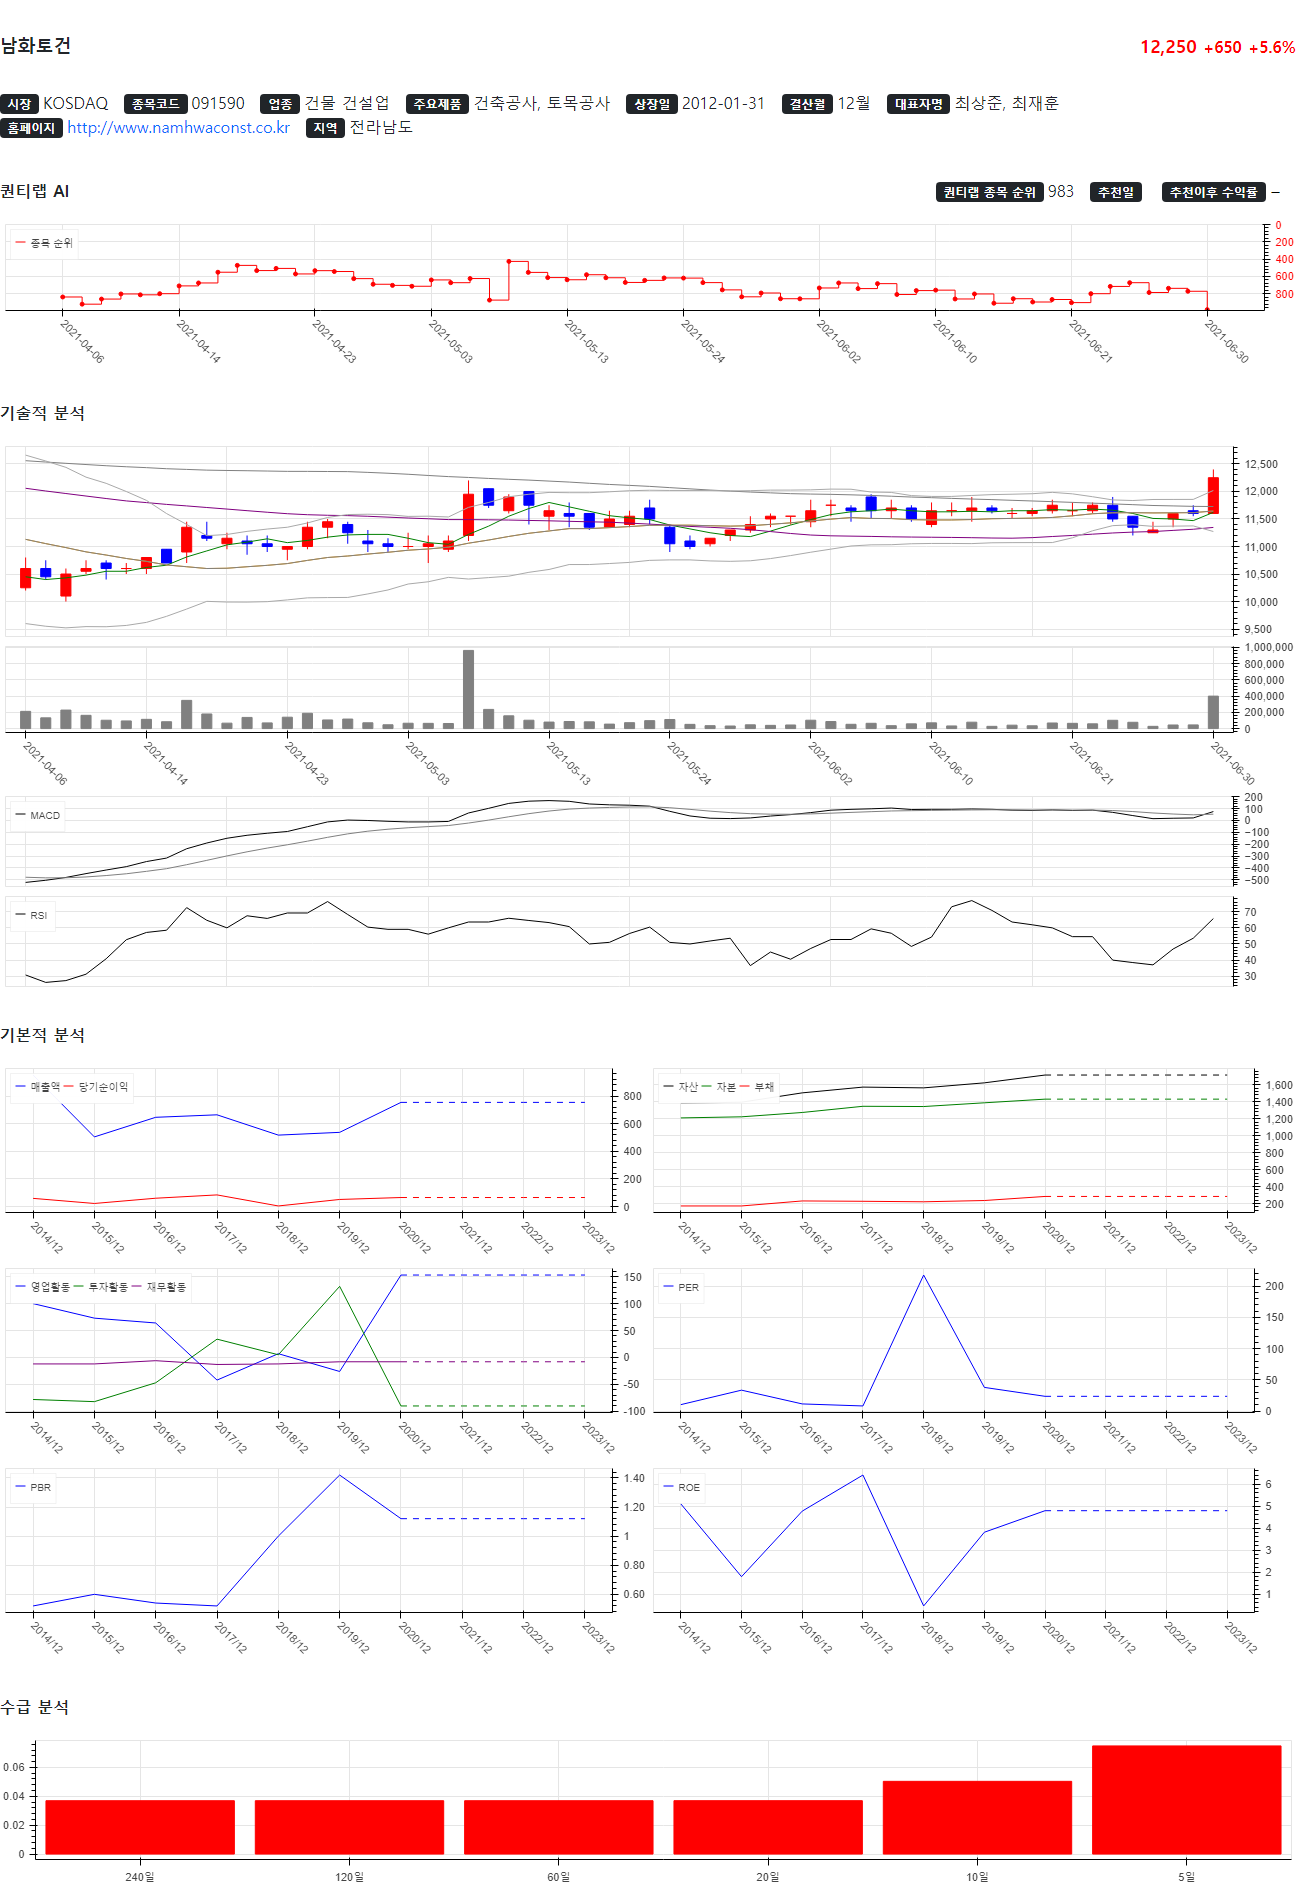 남화토건
12,250 +650 +5.6%
시장 KOSDAQ 종목코드 091590 업종 건물 건설업 주요제품 건축공사, 토목공사 상장일 2012-01-31 결산월 12월 대표자명 최상준, 최재훈
홈페이지 http://www.namhwaconst.co.kr 지역 전라남도
퀀티랩 AI
퀀티랩 종목 순위 983 추천일 추천이후 수익률 –
종목 순위
0
200
400
600
800
2021-04-06 2021-04-14 2021-04-23 2021-05-03 2021-05-13 2021-05-24 2021-06-02 2021-06-10 2021-06-21 2021-06-30
기술적 분석
12,500
12,000
11,500
11,000
10,500
10,000
9,500
1,000,000
800,000
600,000
400,000
200,000
0
2021-04-06 2021-04-14 2021-04-23 2021-05-03 2021-05-13 2021-05-24 2021-06-02 2021-06-10 2021-06-21 2021-06-30
MACD
200
100
0
−100
−200
−300
−400
−500
RSI
70
60
50
40
30
기본적 분석
매출액 당기순이익
800
600
400
200
0
2014/12 2015/12 2016/12 2017/12 2018/12 2019/12 2020/12 2021/12 2022/12 2023/12
자산 자본 부채
1,600
1,400
1,200
1,000
800
600
400
200
2014/12 2015/12 2016/12 2017/12 2018/12 2019/12 2020/12 2021/12 2022/12 2023/12
영업활동 투자활동 재무활동
150
100
50
0
-50
-100
2014/12 2015/12 2016/12 2017/12 2018/12 2019/12 2020/12 2021/12 2022/12 2023/12
PER
200
150
100
50
0
2014/12 2015/12 2016/12 2017/12 2018/12 2019/12 2020/12 2021/12 2022/12 2023/12
PBR
1.40
1.20
1
0.80
0.60
2014/12 2015/12 2016/12 2017/12 2018/12 2019/12 2020/12 2021/12 2022/12 2023/12
ROE
6
5
4
3
2
1
2014/12 2015/12 2016/12 2017/12 2018/12 2019/12 2020/12 2021/12 2022/12 2023/12
수급 분석
0.06
0.04
0.02
0
240일 120일 60일 20일 10일 5일